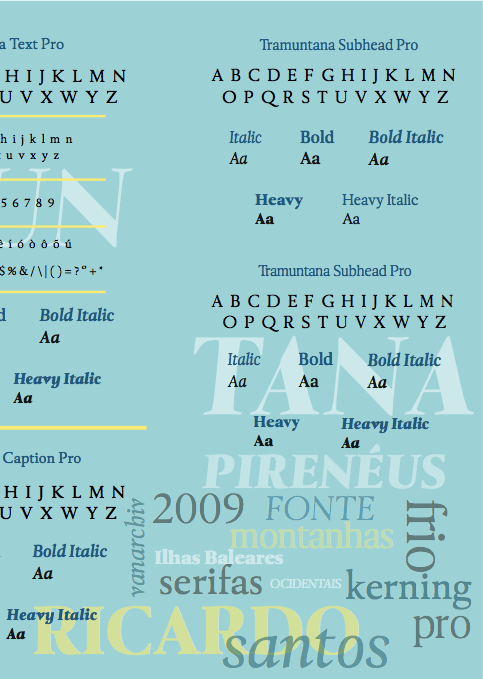 a Text Pro
H I J K L M N
U V X W Y Z
h i j k l m n
u v x y z
5 6 7 8 9
UN
$ % & / \ | ( ) = ? " + *
Bold Italic
Aa
Heavy Italic
Aa
Caption Pro
H I J K L M N
U V X W Y Z
Bold Italic
Aa
Heavy Italic
Aa
Tramuntana Subhead Pro
A B C D E F G H I J K L M N
O P Q R S T U V X W Y Z
Italic Bold Bold Italic
Aa Aa Aa
Heavy Heavy Italic
Aa Aa
Tramuntana Subhead Pro
A B C D E F G H I J K L M N
O P Q R S T U V X W Y Z
TANA
Italic Bold Bold Italic
Aa Aa Aa
Heavy Heavy Italic
Aa Aa
PIRENÉUS
vanarchiv
2009 FONTE
frio
montanhas
Ilhas Baleares
serifas OCIDENTAIS kerning
RICARDO
pro
santos